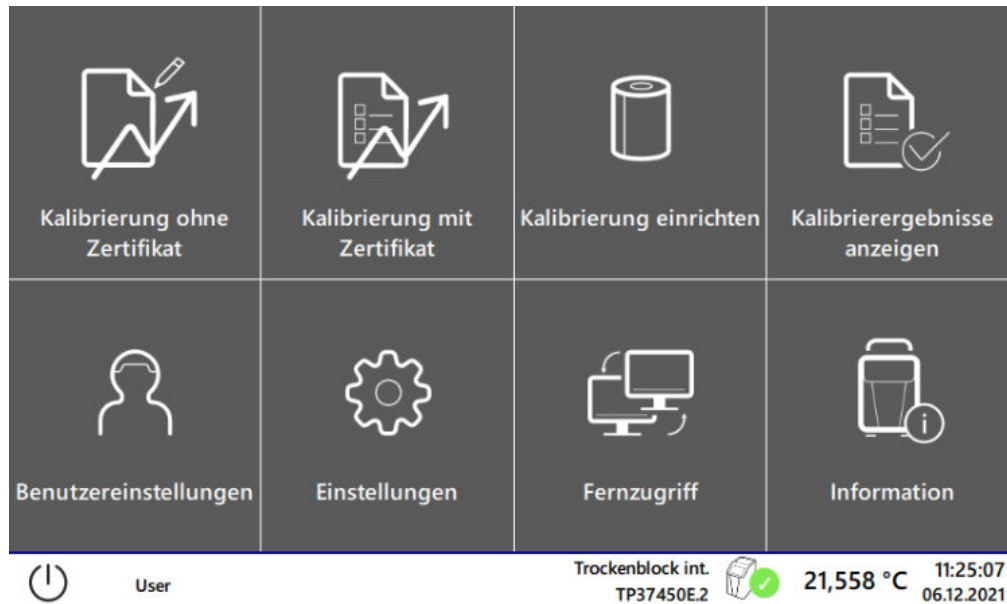 Kalibrierung ohne
Zertifikat
Kalibrierung mit
Zertifikat
Kalibrierung einrichten
Kalibrierergebnisse
anzeigen
Benutzereinstellungen
Einstellungen
Fernzugriff
Information
User
Trockenblock int.
TP37450E.2
21,558 °C
11:25:07
06.12.2021